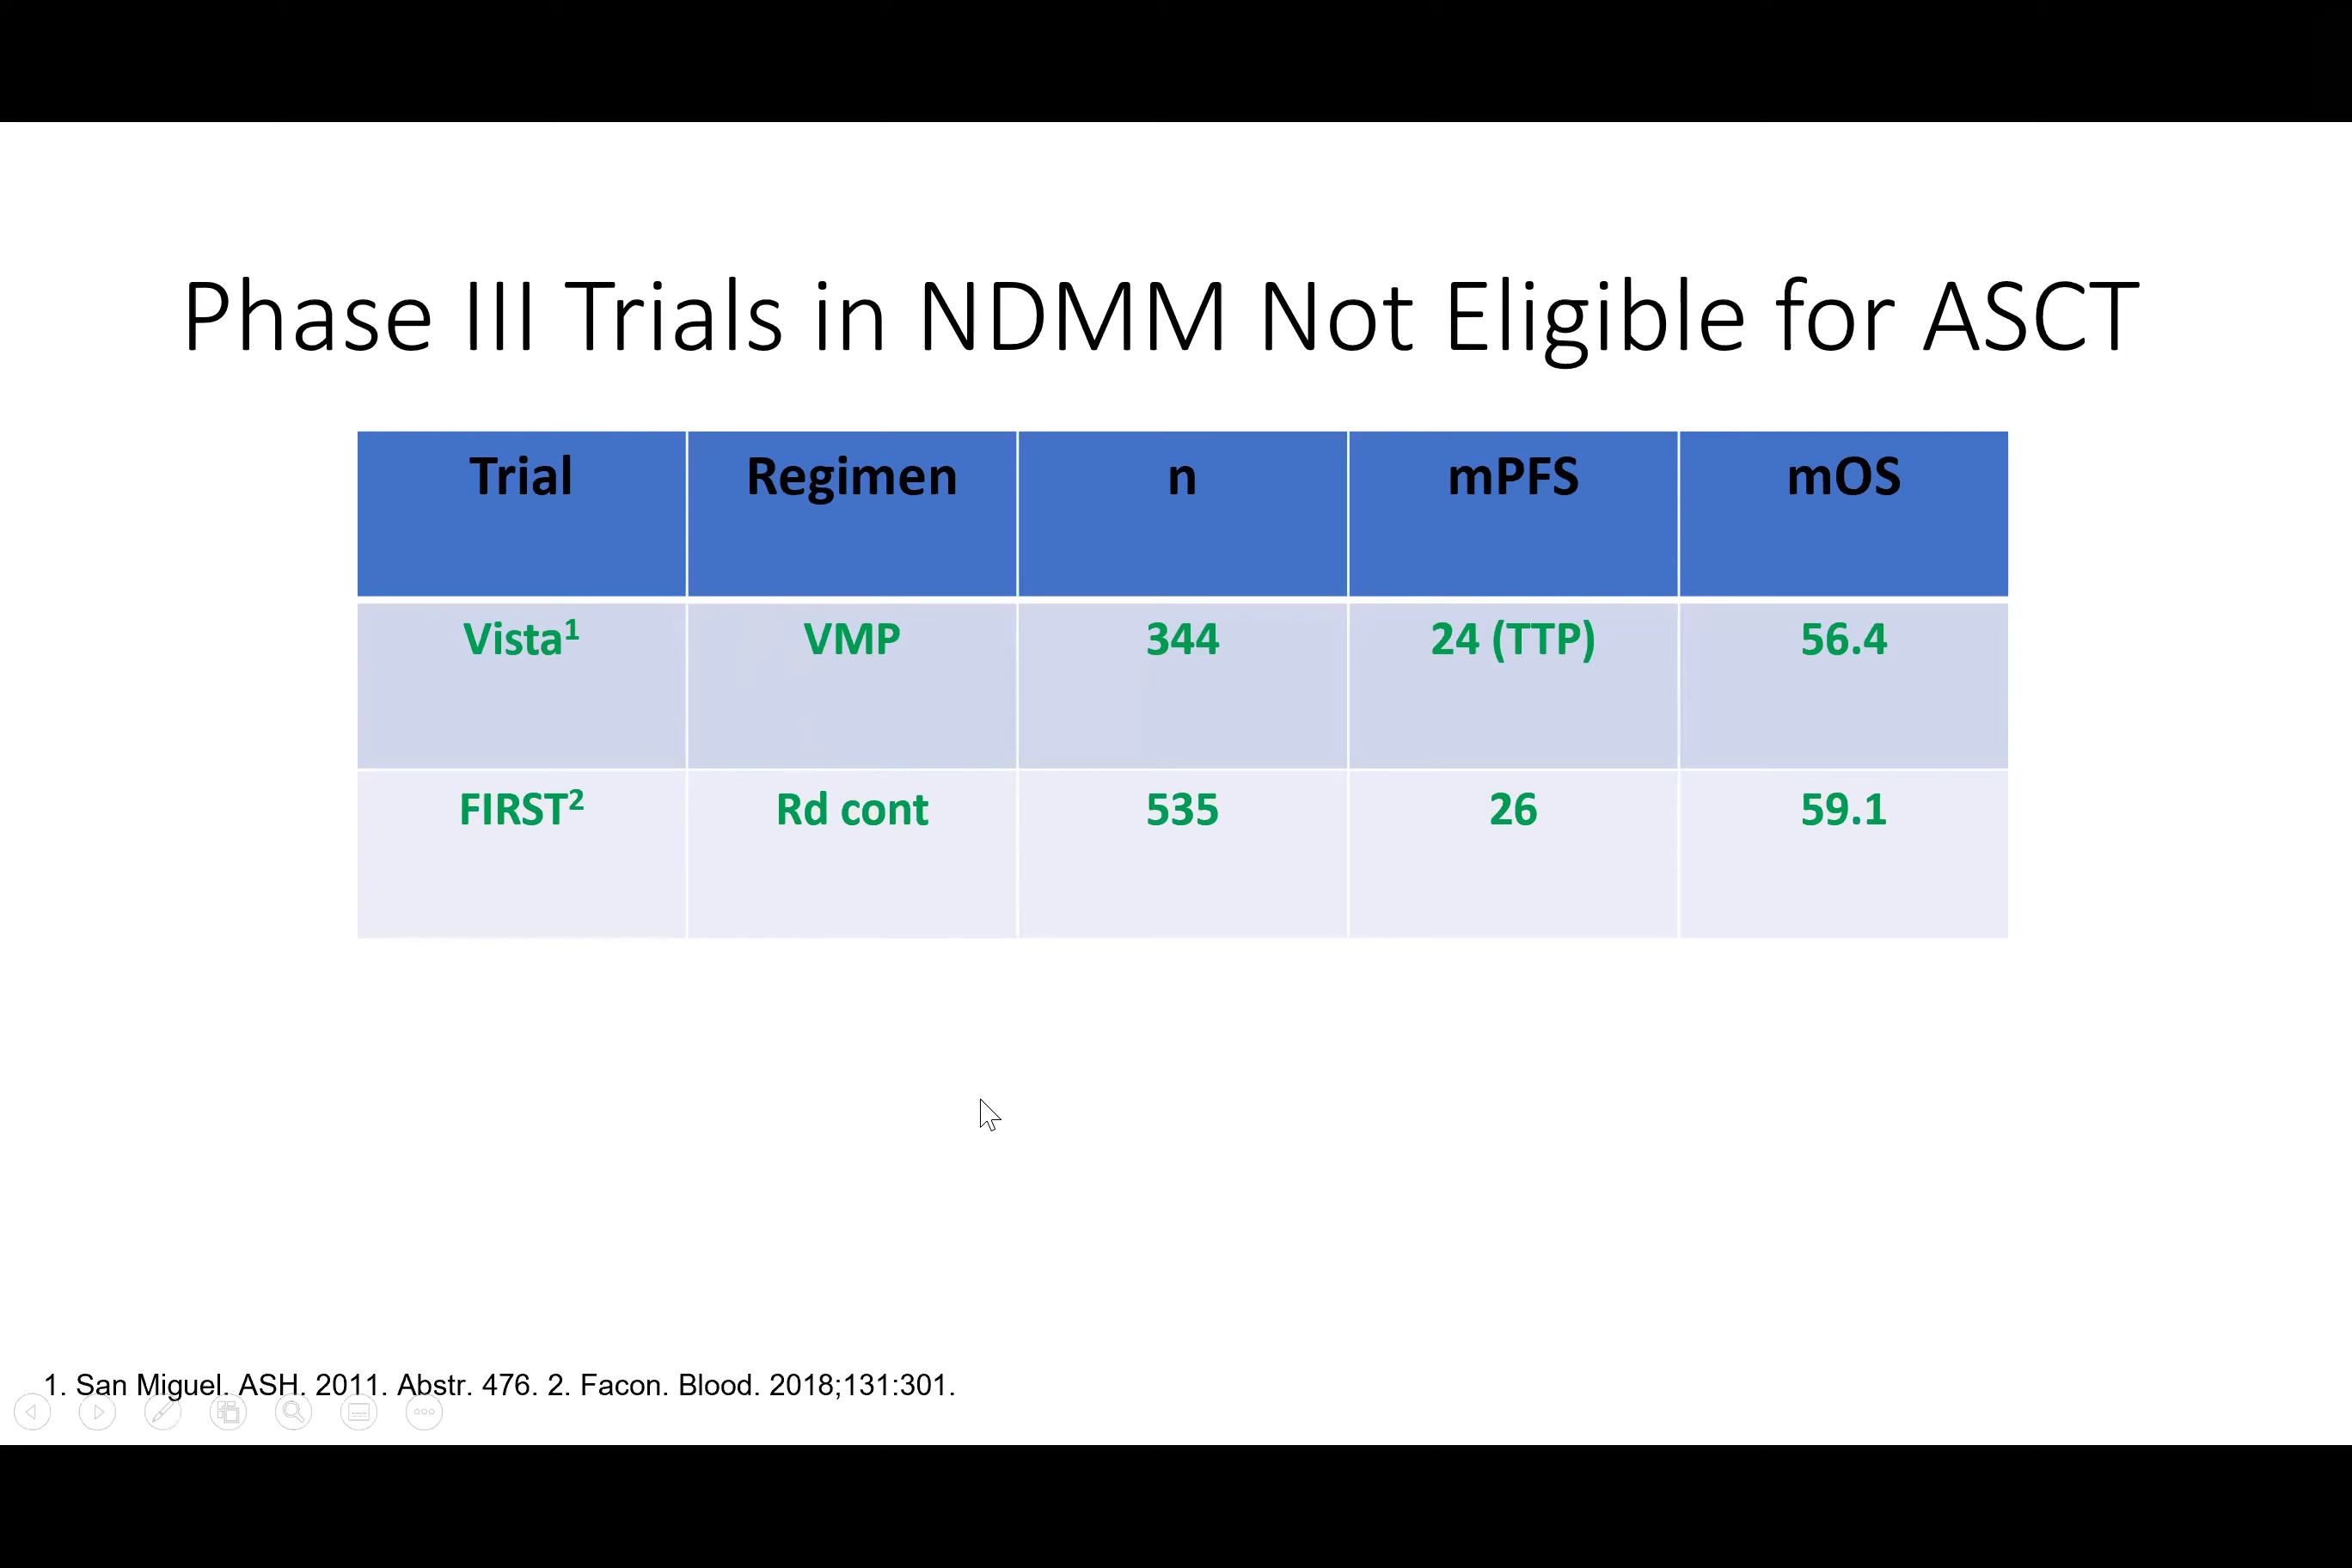 Phase III Trials in NDMM Not Eligible for ASCT
Trial Regimen n mPFS mOS
Vista¹ VMP 344 24 (TTP) 56.4
FIRST² Rd cont 535 26 59.1
1. San Miguel. ASH. 2011. Abstr. 476. 2. Facon. Blood. 2018;131:301.